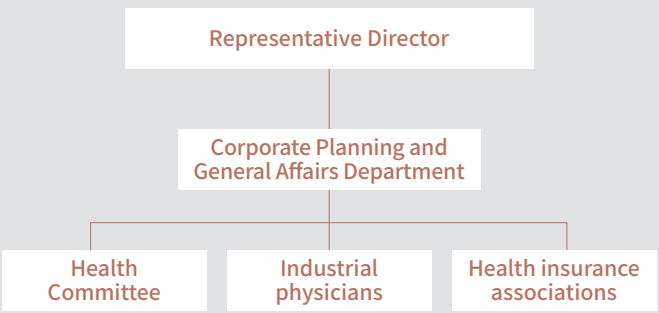 Representative Director
Corporate Planning and
General Affairs Department
Health
Committee
Industrial
physicians
Health insurance
associations